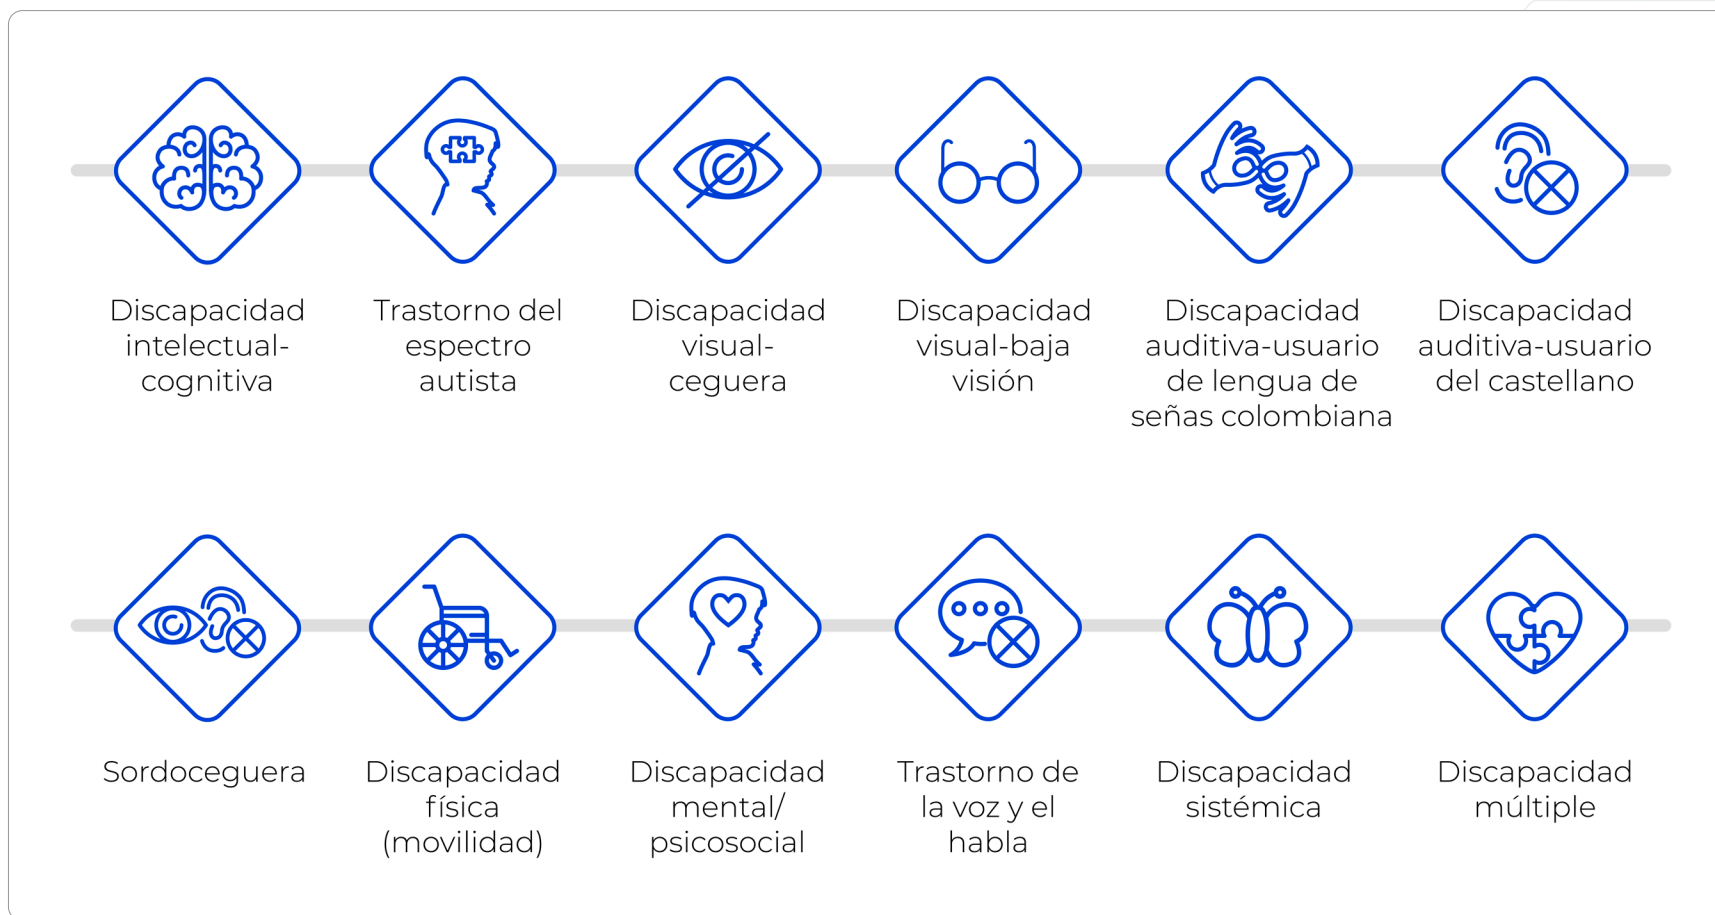 Discapacidad
intelectual-
cognitiva
Trastorno del
espectro
autista
Discapacidad
visual-
ceguera
Discapacidad
visual-baja
visión
Discapacidad
auditiva-usuario
de lengua de
señas colombiana
Discapacidad
auditiva-usuario
del castellano
Sordoceguera
Discapacidad
física
(movilidad)
Discapacidad
mental/
psicosocial
Trastorno de
la voz y el
habla
Discapacidad
sistémica
Discapacidad
múltiple